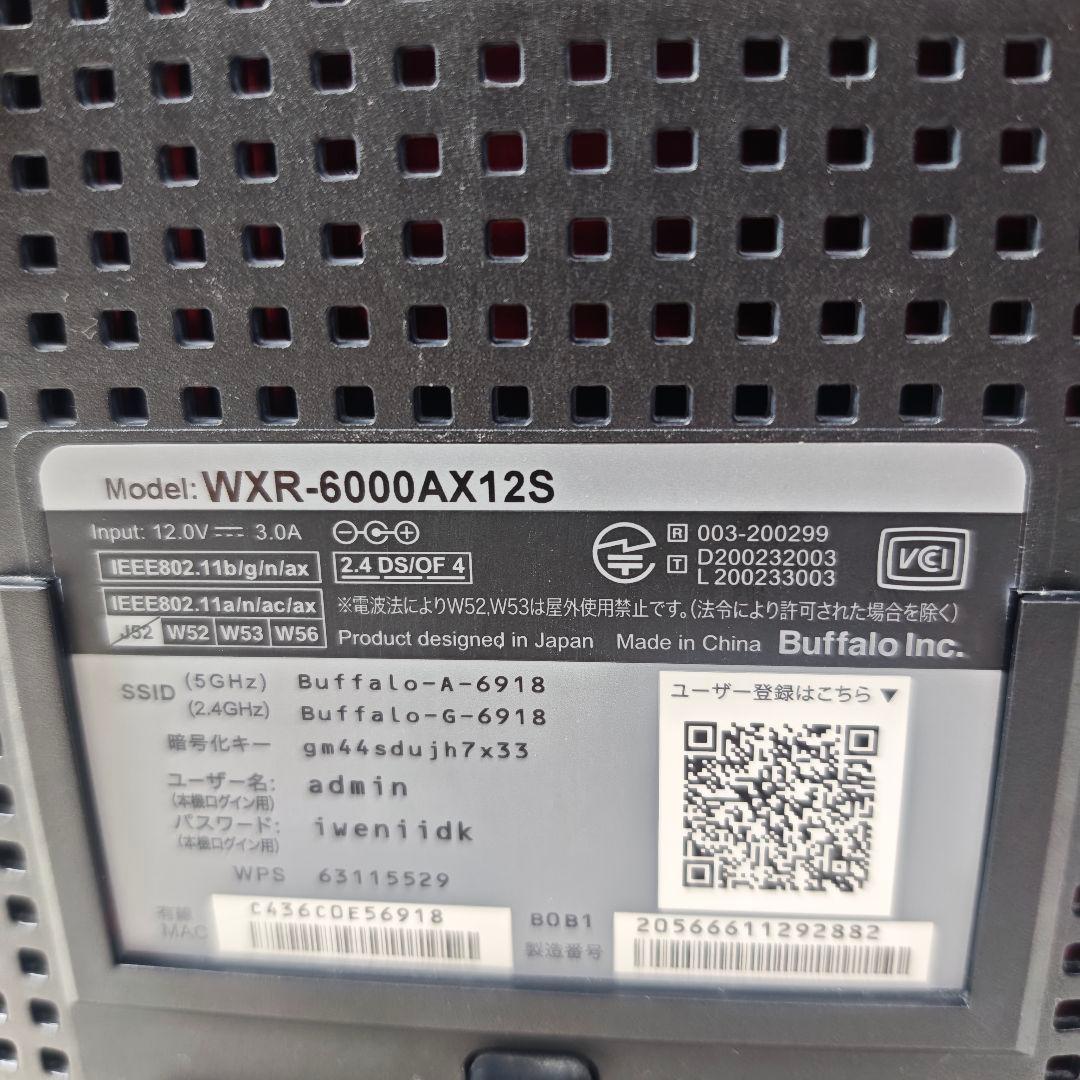 Model: WXR-6000AX12S
Input: 12.0V 3.0A
R 003-200299
T D200232003
L200233003
VCCI
IEEE802.11b/g/n/ax
2.4 DS/OF 4
IEEE802.11a/n/ac/ax
J52 W52 W53 W56
※電波法によりW52,W53は屋外使用禁止です。(法令により許可された場合を除く)
Product designed in Japan Made in China Buffalo Inc.
SSID (5GHz) Buffalo-A-6918
(2.4GHz) Buffalo-G-6918
暗号化キー gm44sdujh7x33
ユーザー名: admin
(本機ログイン用)
パスワード: iweniidk
(本機ログイン用)
WPS 63115529
ユーザー登録はこちら▼
有線 MAC C436C0E56918
B0B1
製造番号 20566611292882